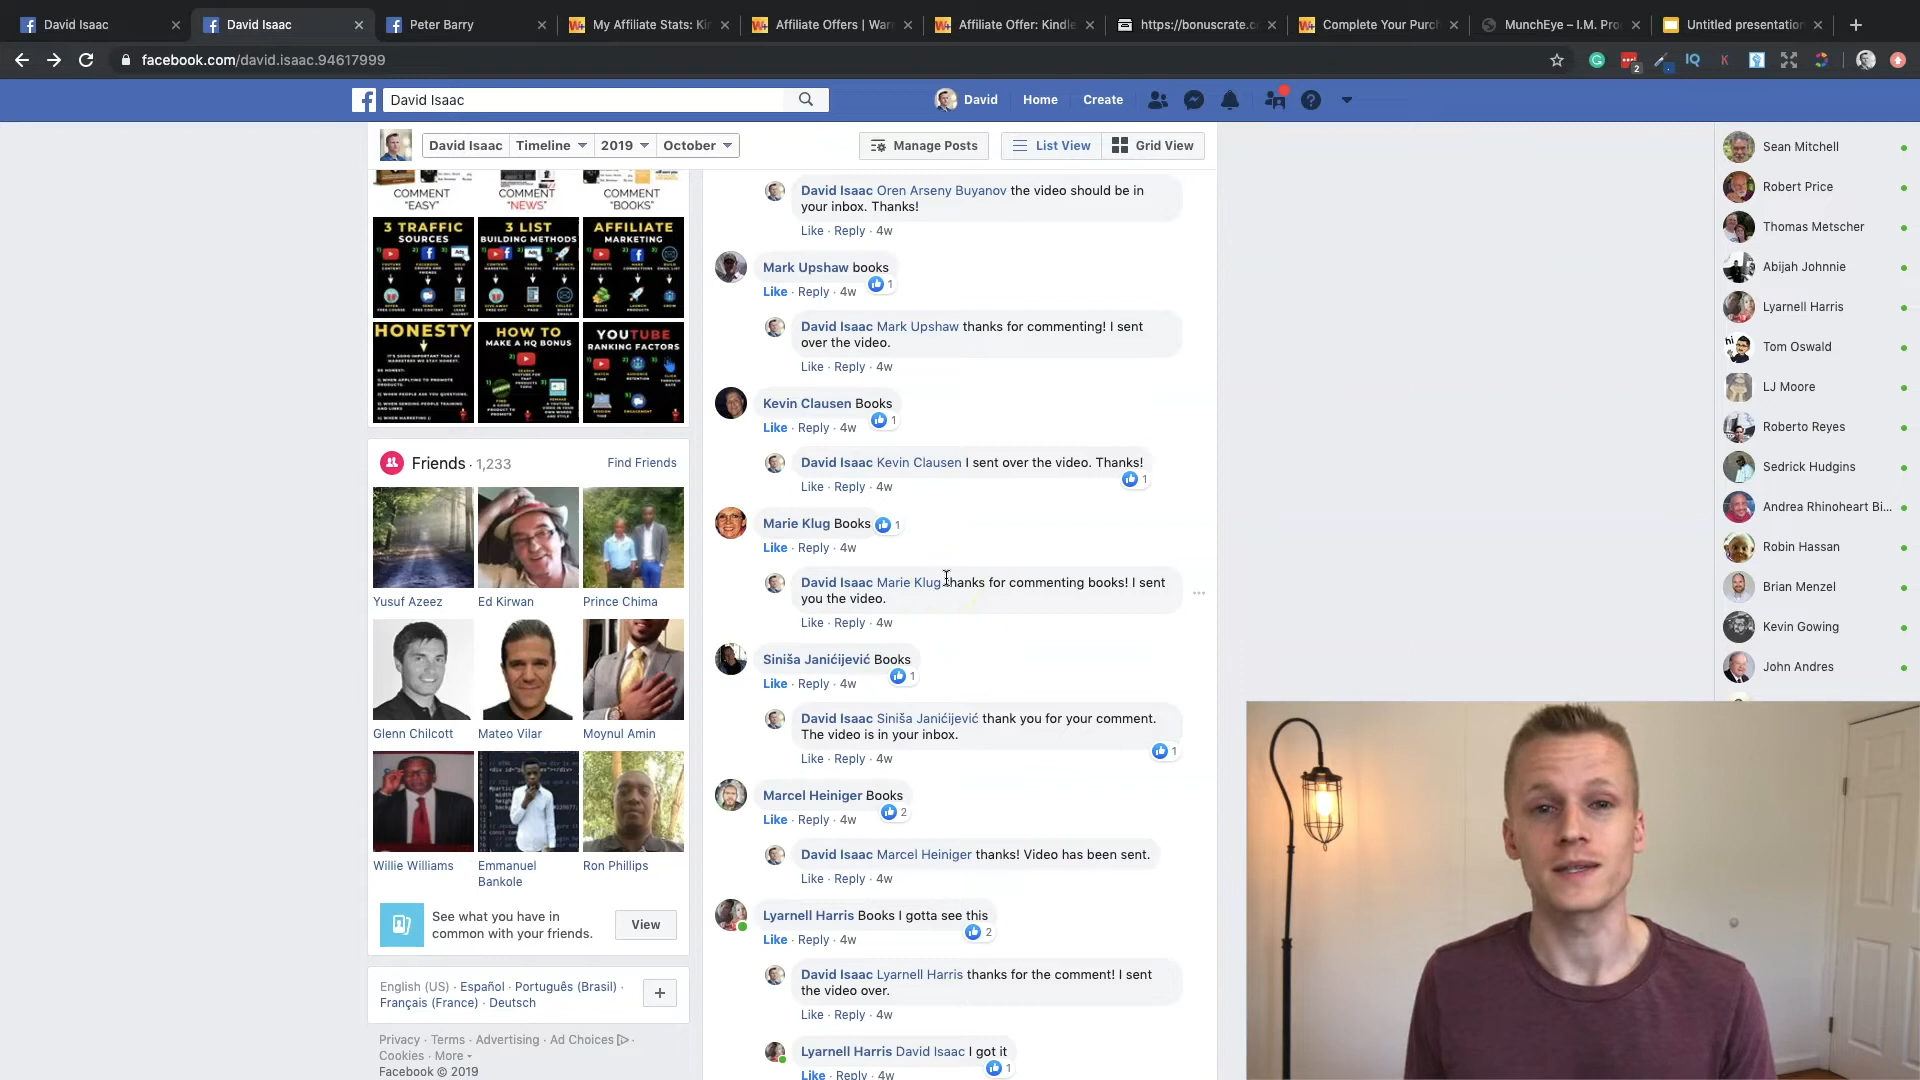 David Isaac
David Isaac
Peter Barry
My Affiliate Stats: Kin
Affiliate Offers | Warr
Affiliate Offer: Kindle
https://bonuscrate.c
Complete Your Purch
MunchEye – I.M. Pro
Untitled presentation
facebook.com/david.isaac.94617999
David Isaac
David
Home
Create
David Isaac
Timeline
2019
October
Manage Posts
List View
Grid View
COMMENT
"EASY"
COMMENT
"NEWS"
COMMENT
"BOOKS"
3 TRAFFIC
SOURCES
3 LIST
BUILDING METHODS
AFFILIATE
MARKETING
HONESTY
HOW TO
MAKE A HQ BONUS
YOUTUBE
RANKING FACTORS
Friends · 1,233
Find Friends
Yusuf Azeez
Ed Kirwan
Prince Chima
Glenn Chilcott
Mateo Vilar
Moynul Amin
Willie Williams
Emmanuel
Bankole
Ron Phillips
See what you have in
common with your friends.
View
English (US) · Español · Português (Brasil) ·
Français (France) · Deutsch
Privacy · Terms · Advertising · Ad Choices ·
Cookies · More
Facebook © 2019
David Isaac Oren Arseny Buyanov the video should be in
your inbox. Thanks!
Like · Reply · 4w
Mark Upshaw books
Like · Reply · 4w
1
David Isaac Mark Upshaw thanks for commenting! I sent
over the video.
Like · Reply · 4w
Kevin Clausen Books
Like · Reply · 4w
1
David Isaac Kevin Clausen I sent over the video. Thanks!
1
Like · Reply · 4w
Marie Klug Books
1
Like · Reply · 4w
David Isaac Marie Klug thanks for commenting books! I sent
you the video.
Like · Reply · 4w
Siniša Janićijević Books
Like · Reply · 4w
1
David Isaac Siniša Janićijević thank you for your comment.
The video is in your inbox.
1
Like · Reply · 4w
Marcel Heiniger Books
Like · Reply · 4w
2
David Isaac Marcel Heiniger thanks! Video has been sent.
Like · Reply · 4w
Lyarnell Harris Books I gotta see this
Like · Reply · 4w
2
David Isaac Lyarnell Harris thanks for the comment! I sent
the video over.
Like · Reply · 4w
Lyarnell Harris David Isaac I got it
Like · Reply · 4w
1
Sean Mitchell
Robert Price
Thomas Metscher
Abijah Johnnie
Lyarnell Harris
Tom Oswald
LJ Moore
Roberto Reyes
Sedrick Hudgins
Andrea Rhinoheart Bi...
Robin Hassan
Brian Menzel
Kevin Gowing
John Andres